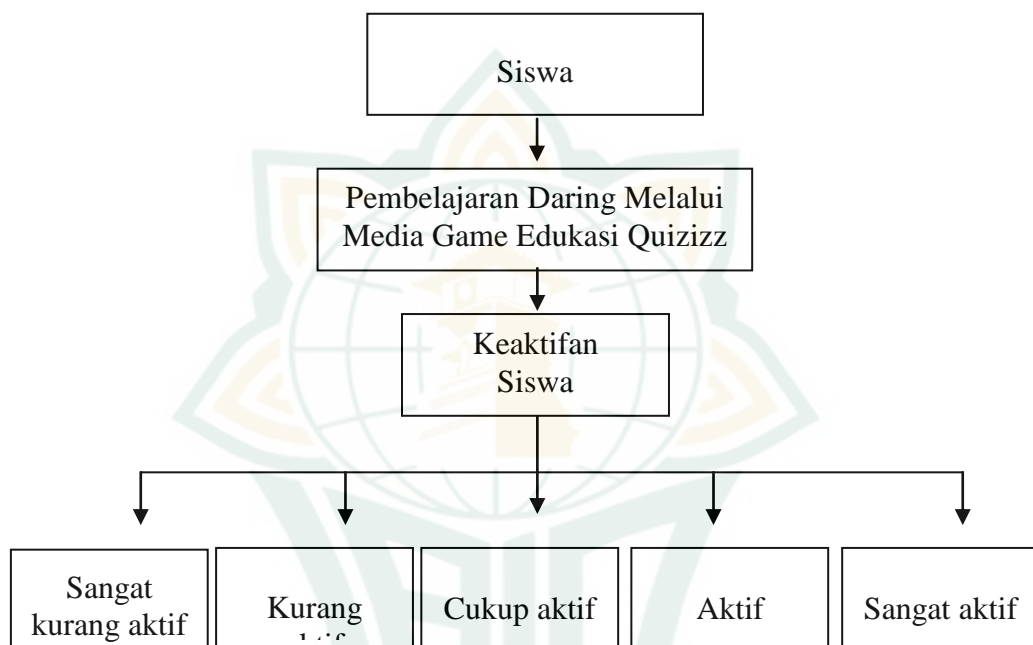 Siswa
Pembelajaran Daring Melalui
Media Game Edukasi Quizizz
Keaktifan
Siswa
Sangat
kurang aktif
Kurang
aktif
Cukup aktif
Aktif
Sangat aktif